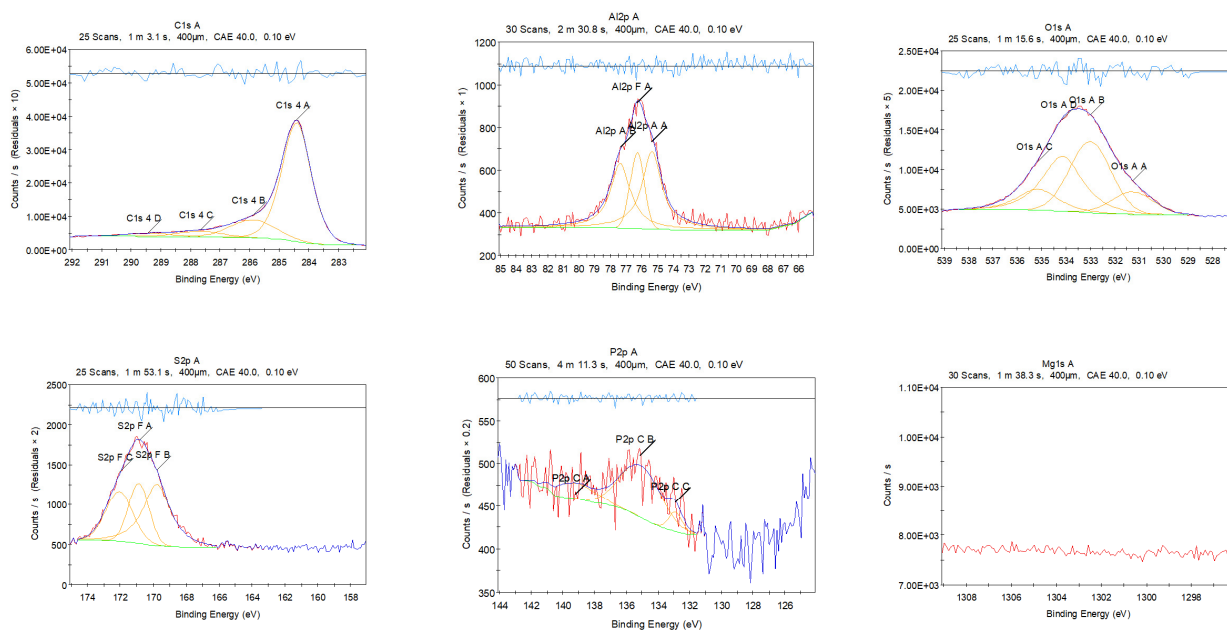 C1s A
25 Scans, 1 m 3.1 s, 400µm, CAE 40.0, 0.10 eV
6.00E+04
5.00E+04
4.00E+04
3.00E+04
2.00E+04
1.00E+04
0.00E+00
Counts / s (Residuals × 10)
C1s 4 A
C1s 4 B
C1s 4 C
C1s 4 D
292 291 290 289 288 287 286 285 284 283
Binding Energy (eV)
Al2p A
30 Scans, 2 m 30.8 s, 400µm, CAE 40.0, 0.10 eV
1200
1000
800
600
400
200
Counts / s (Residuals × 1)
Al2p F A
Al2p A B
Al2p A A
85 84 83 82 81 80 79 78 77 76 75 74 73 72 71 70 69 68 67 66
Binding Energy (eV)
O1s A
25 Scans, 1 m 15.6 s, 400µm, CAE 40.0, 0.10 eV
2.50E+04
2.00E+04
1.50E+04
1.00E+04
5.00E+03
0.00E+00
Counts / s (Residuals × 5)
O1s A D
O1s A B
O1s A C
O1s A A
539 538 537 536 535 534 533 532 531 530 529 528
Binding Energy (eV)
S2p A
25 Scans, 1 m 53.1 s, 400µm, CAE 40.0, 0.10 eV
2500
2000
1500
1000
500
0
Counts / s (Residuals × 2)
S2p F A
S2p F C
S2p F B
174 172 170 168 166 164 162 160 158
Binding Energy (eV)
P2p A
50 Scans, 4 m 11.3 s, 400µm, CAE 40.0, 0.10 eV
600
550
500
450
400
350
Counts / s (Residuals × 0.2)
P2p C B
P2p C A
P2p C C
144 142 140 138 136 134 132 130 128 126
Binding Energy (eV)
Mg1s A
30 Scans, 1 m 38.3 s, 400µm, CAE 40.0, 0.10 eV
1.10E+04
1.00E+04
9.00E+03
8.00E+03
7.00E+03
Counts / s
1308 1306 1304 1302 1300 1298
Binding Energy (eV)